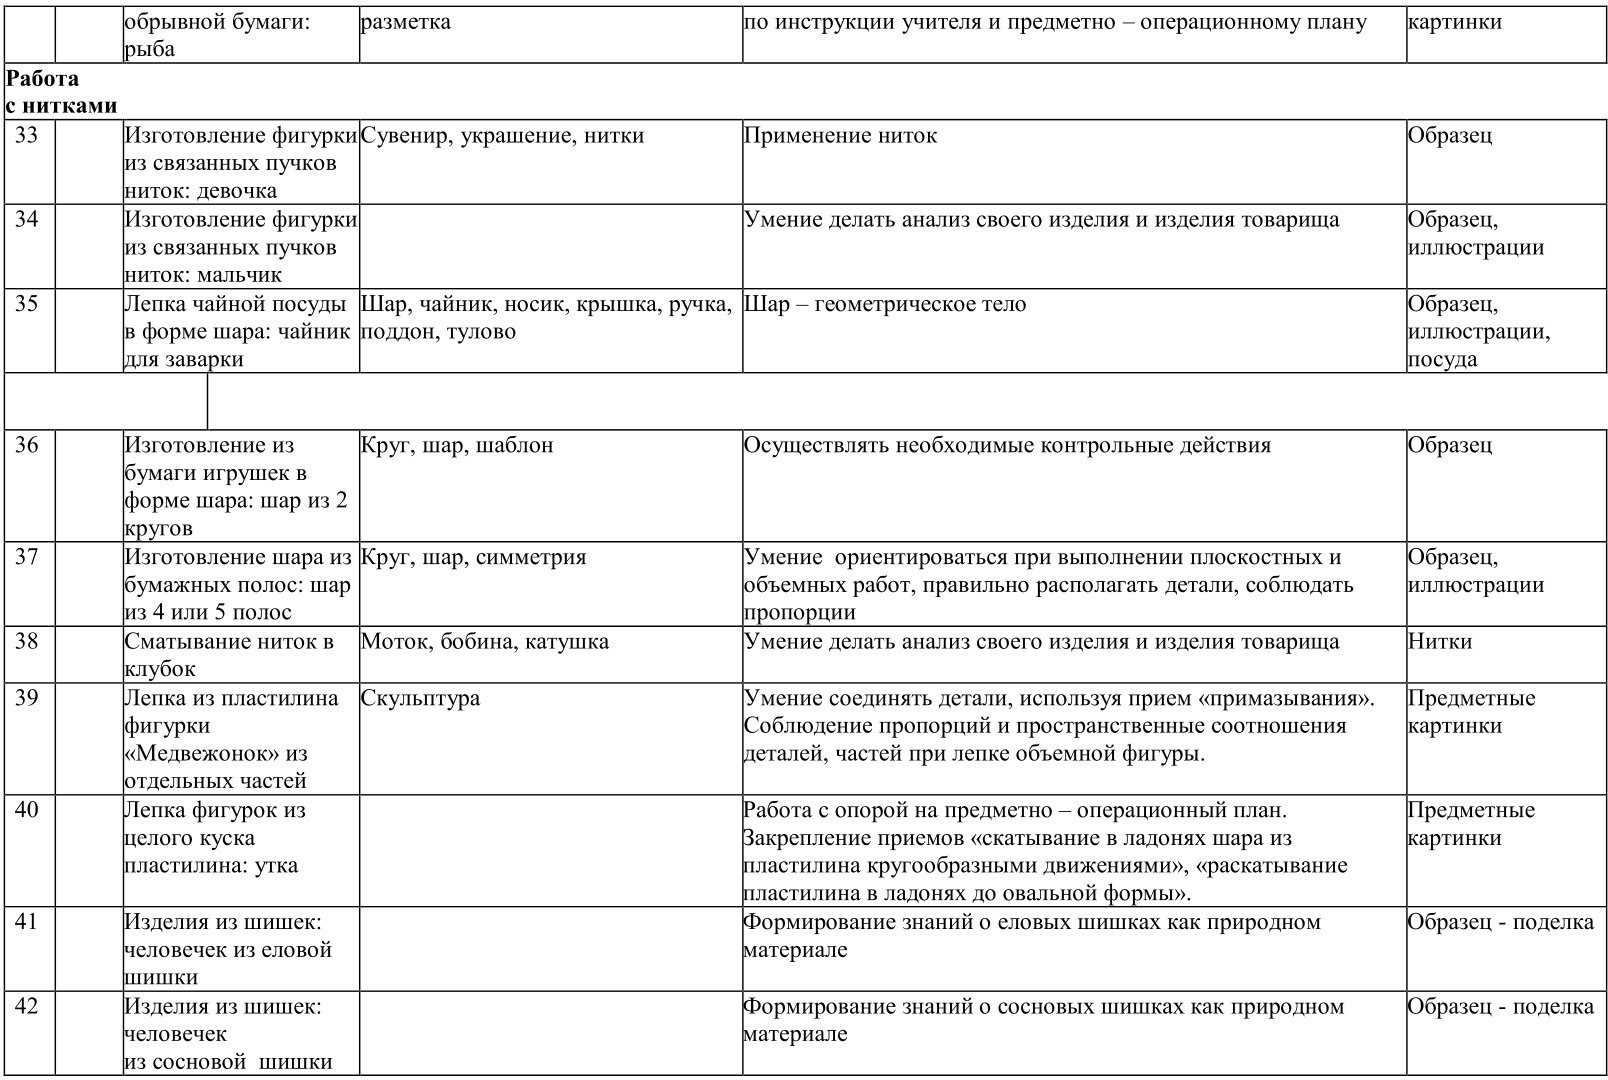 обрывной бумаги:
рыба
разметка
по инструкции учителя и предметно – операционному плану
картинки
Работа
с нитками
33
Изготовление фигурки
из связанных пучков
ниток: девочка
Сувенир, украшение, нитки
Применение ниток
Образец
34
Изготовление фигурки
из связанных пучков
ниток: мальчик
Умение делать анализ своего изделия и изделия товарища
Образец,
иллюстрации
35
Лепка чайной посуды
в форме шара: чайник
для заварки
Шар, чайник, носик, крышка, ручка,
поддон, тулово
Шар – геометрическое тело
Образец,
иллюстрации,
посуда
36
Изготовление из
бумаги игрушек в
форме шара: шар из 2
кругов
Круг, шар, шаблон
Осуществлять необходимые контрольные действия
Образец
37
Изготовление шара из
бумажных полос: шар
из 4 или 5 полос
Круг, шар, симметрия
Умение  ориентироваться при выполнении плоскостных и
объемных работ, правильно располагать детали, соблюдать
пропорции
Образец,
иллюстрации
38
Сматывание ниток в
клубок
Моток, бобина, катушка
Умение делать анализ своего изделия и изделия товарища
Нитки
39
Лепка из пластилина
фигурки
«Медвежонок» из
отдельных частей
Скульптура
Умение соединять детали, используя прием «примазывания».
Соблюдение пропорций и пространственные соотношения
деталей, частей при лепке объемной фигуры.
Предметные
картинки
40
Лепка фигурок из
целого куска
пластилина: утка
Работа с опорой на предметно – операционный план.
Закрепление приемов «скатывание в ладонях шара из
пластилина кругообразными движениями», «раскатывание
пластилина в ладонях до овальной формы».
Предметные
картинки
41
Изделия из шишек:
человечек из еловой
шишки
Формирование знаний о еловых шишках как природном
материале
Образец - поделка
42
Изделия из шишек:
человечек
из сосновой  шишки
Формирование знаний о сосновых шишках как природном
материале
Образец - поделка